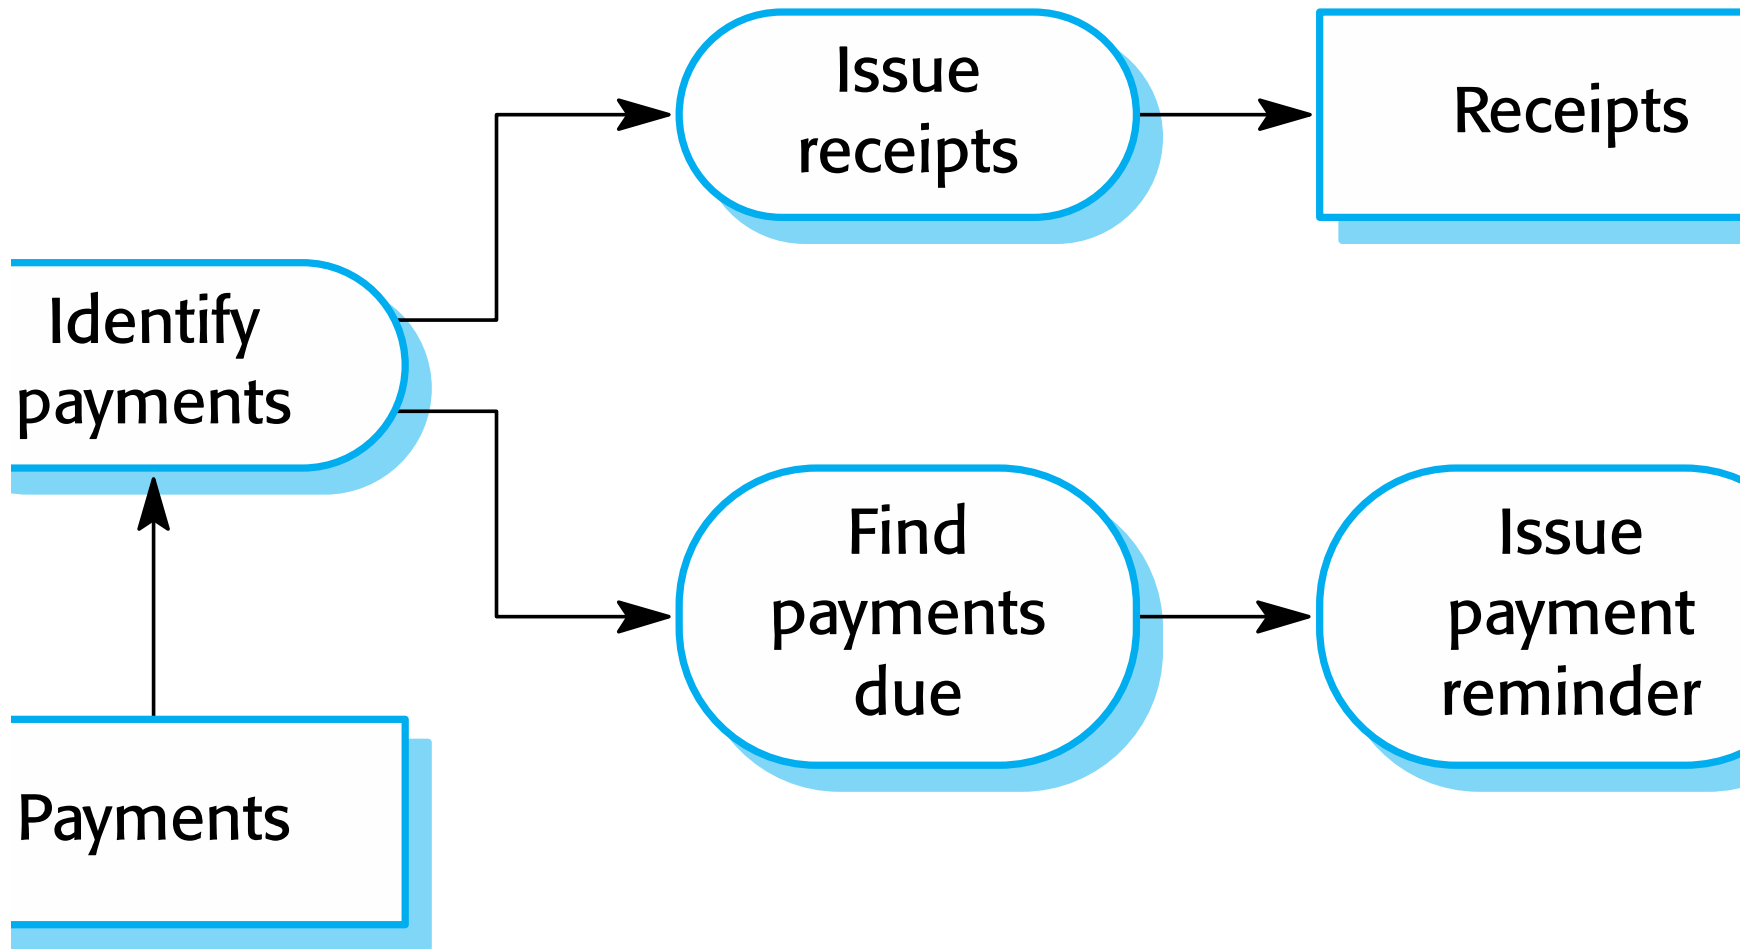 Issue
receipts
Receipts
Identify
payments
Find
payments
due
Issue
payment
reminder
Payments